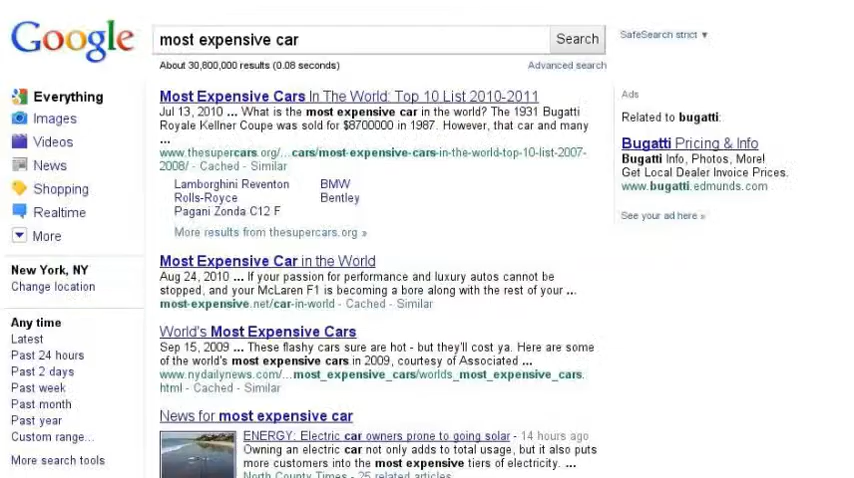 Google
most expensive car
Search
SafeSearch strict ▼
About 30,800,000 results (0.08 seconds)
Advanced search
Everything
Images
Videos
News
Shopping
Realtime
More
New York, NY
Change location
Any time
Latest
Past 24 hours
Past 2 days
Past week
Past month
Past year
Custom range...
More search tools
Most Expensive Cars In The World: Top 10 List 2010-2011
Jul 13, 2010 ... What is the most expensive car in the world? The 1931 Bugatti
Royale Kellner Coupe was sold for $8700000 in 1987. However, that car and many
...
www.thesupercars.org/...cars/most-expensive-cars-in-the-world-top-10-list-2007-
2008/ - Cached - Similar
Lamborghini Reventon
BMW
Rolls-Royce
Bentley
Pagani Zonda C12 F
More results from thesupercars.org »
Most Expensive Car in the World
Aug 24, 2010 ... If your passion for performance and luxury autos cannot be
stopped, and your McLaren F1 is becoming a bore along with the rest of your ...
most-expensive.net/car-in-world - Cached - Similar
World's Most Expensive Cars
Sep 15, 2009 ... These flashy cars sure are hot - but they'll cost ya. Here are some
of the world's most expensive cars in 2009, courtesy of Associated ...
www.nydailynews.com/...most_expensive_cars/worlds_most_expensive_cars.
html - Cached - Similar
News for most expensive car
ENERGY: Electric car owners prone to going solar - 14 hours ago
Owning an electric car not only adds to total usage, but it also puts
more customers into the most expensive tiers of electricity. ...
North County Times - 25 related articles
Ads
Related to bugatti:
Bugatti Pricing & Info
Bugatti Info, Photos, More!
Get Local Dealer Invoice Prices.
www.bugatti.edmunds.com
See your ad here »